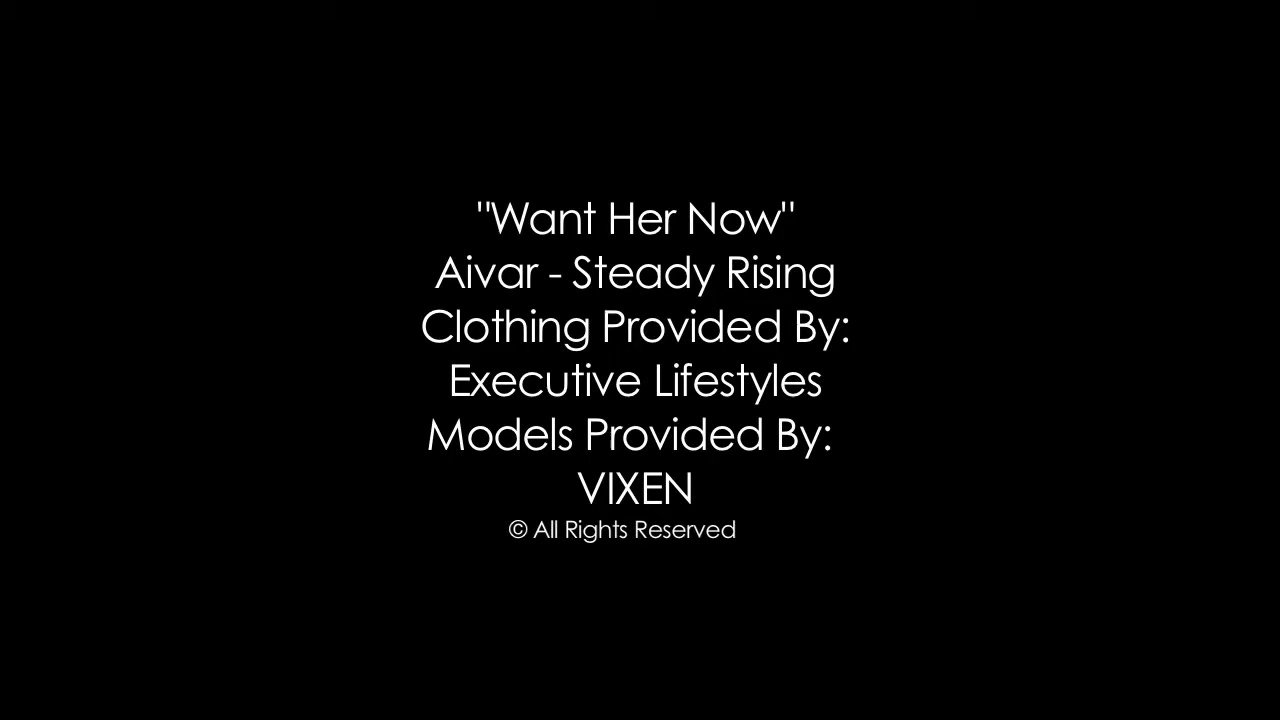 "Want Her Now"
Aivar - Steady Rising
Clothing Provided By:
Executive Lifestyles
Models Provided By:
VIXEN
© All Rights Reserved